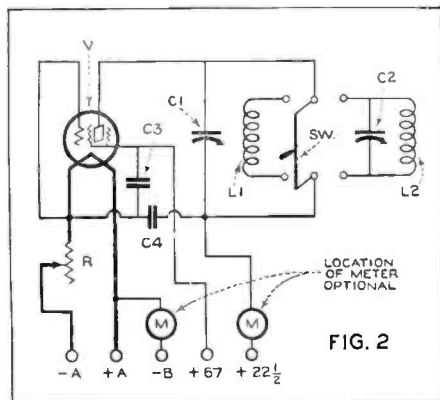 V
C1
C2
C3
SW.
L1
L2
C4
R
LOCATION
OF METER
OPTIONAL
M
M
FIG. 2
-A
+A
-B
+67
+22½